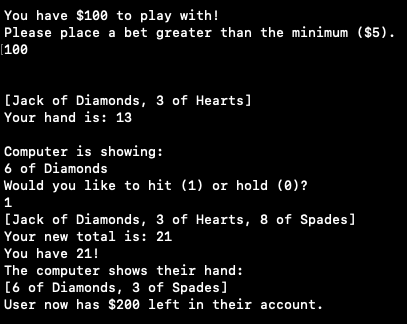 You have $100 to play with!
Please place a bet greater than the minimum ($5).
100
[Jack of Diamonds, 3 of Hearts]
Your hand is: 13
Computer is showing:
6 of Diamonds
Would you like to hit (1) or hold (0)?
1
[Jack of Diamonds, 3 of Hearts, 8 of Spades]
Your new total is: 21
You have 21!
The computer shows their hand:
[6 of Diamonds, 3 of Spades]
User now has $200 left in their account.